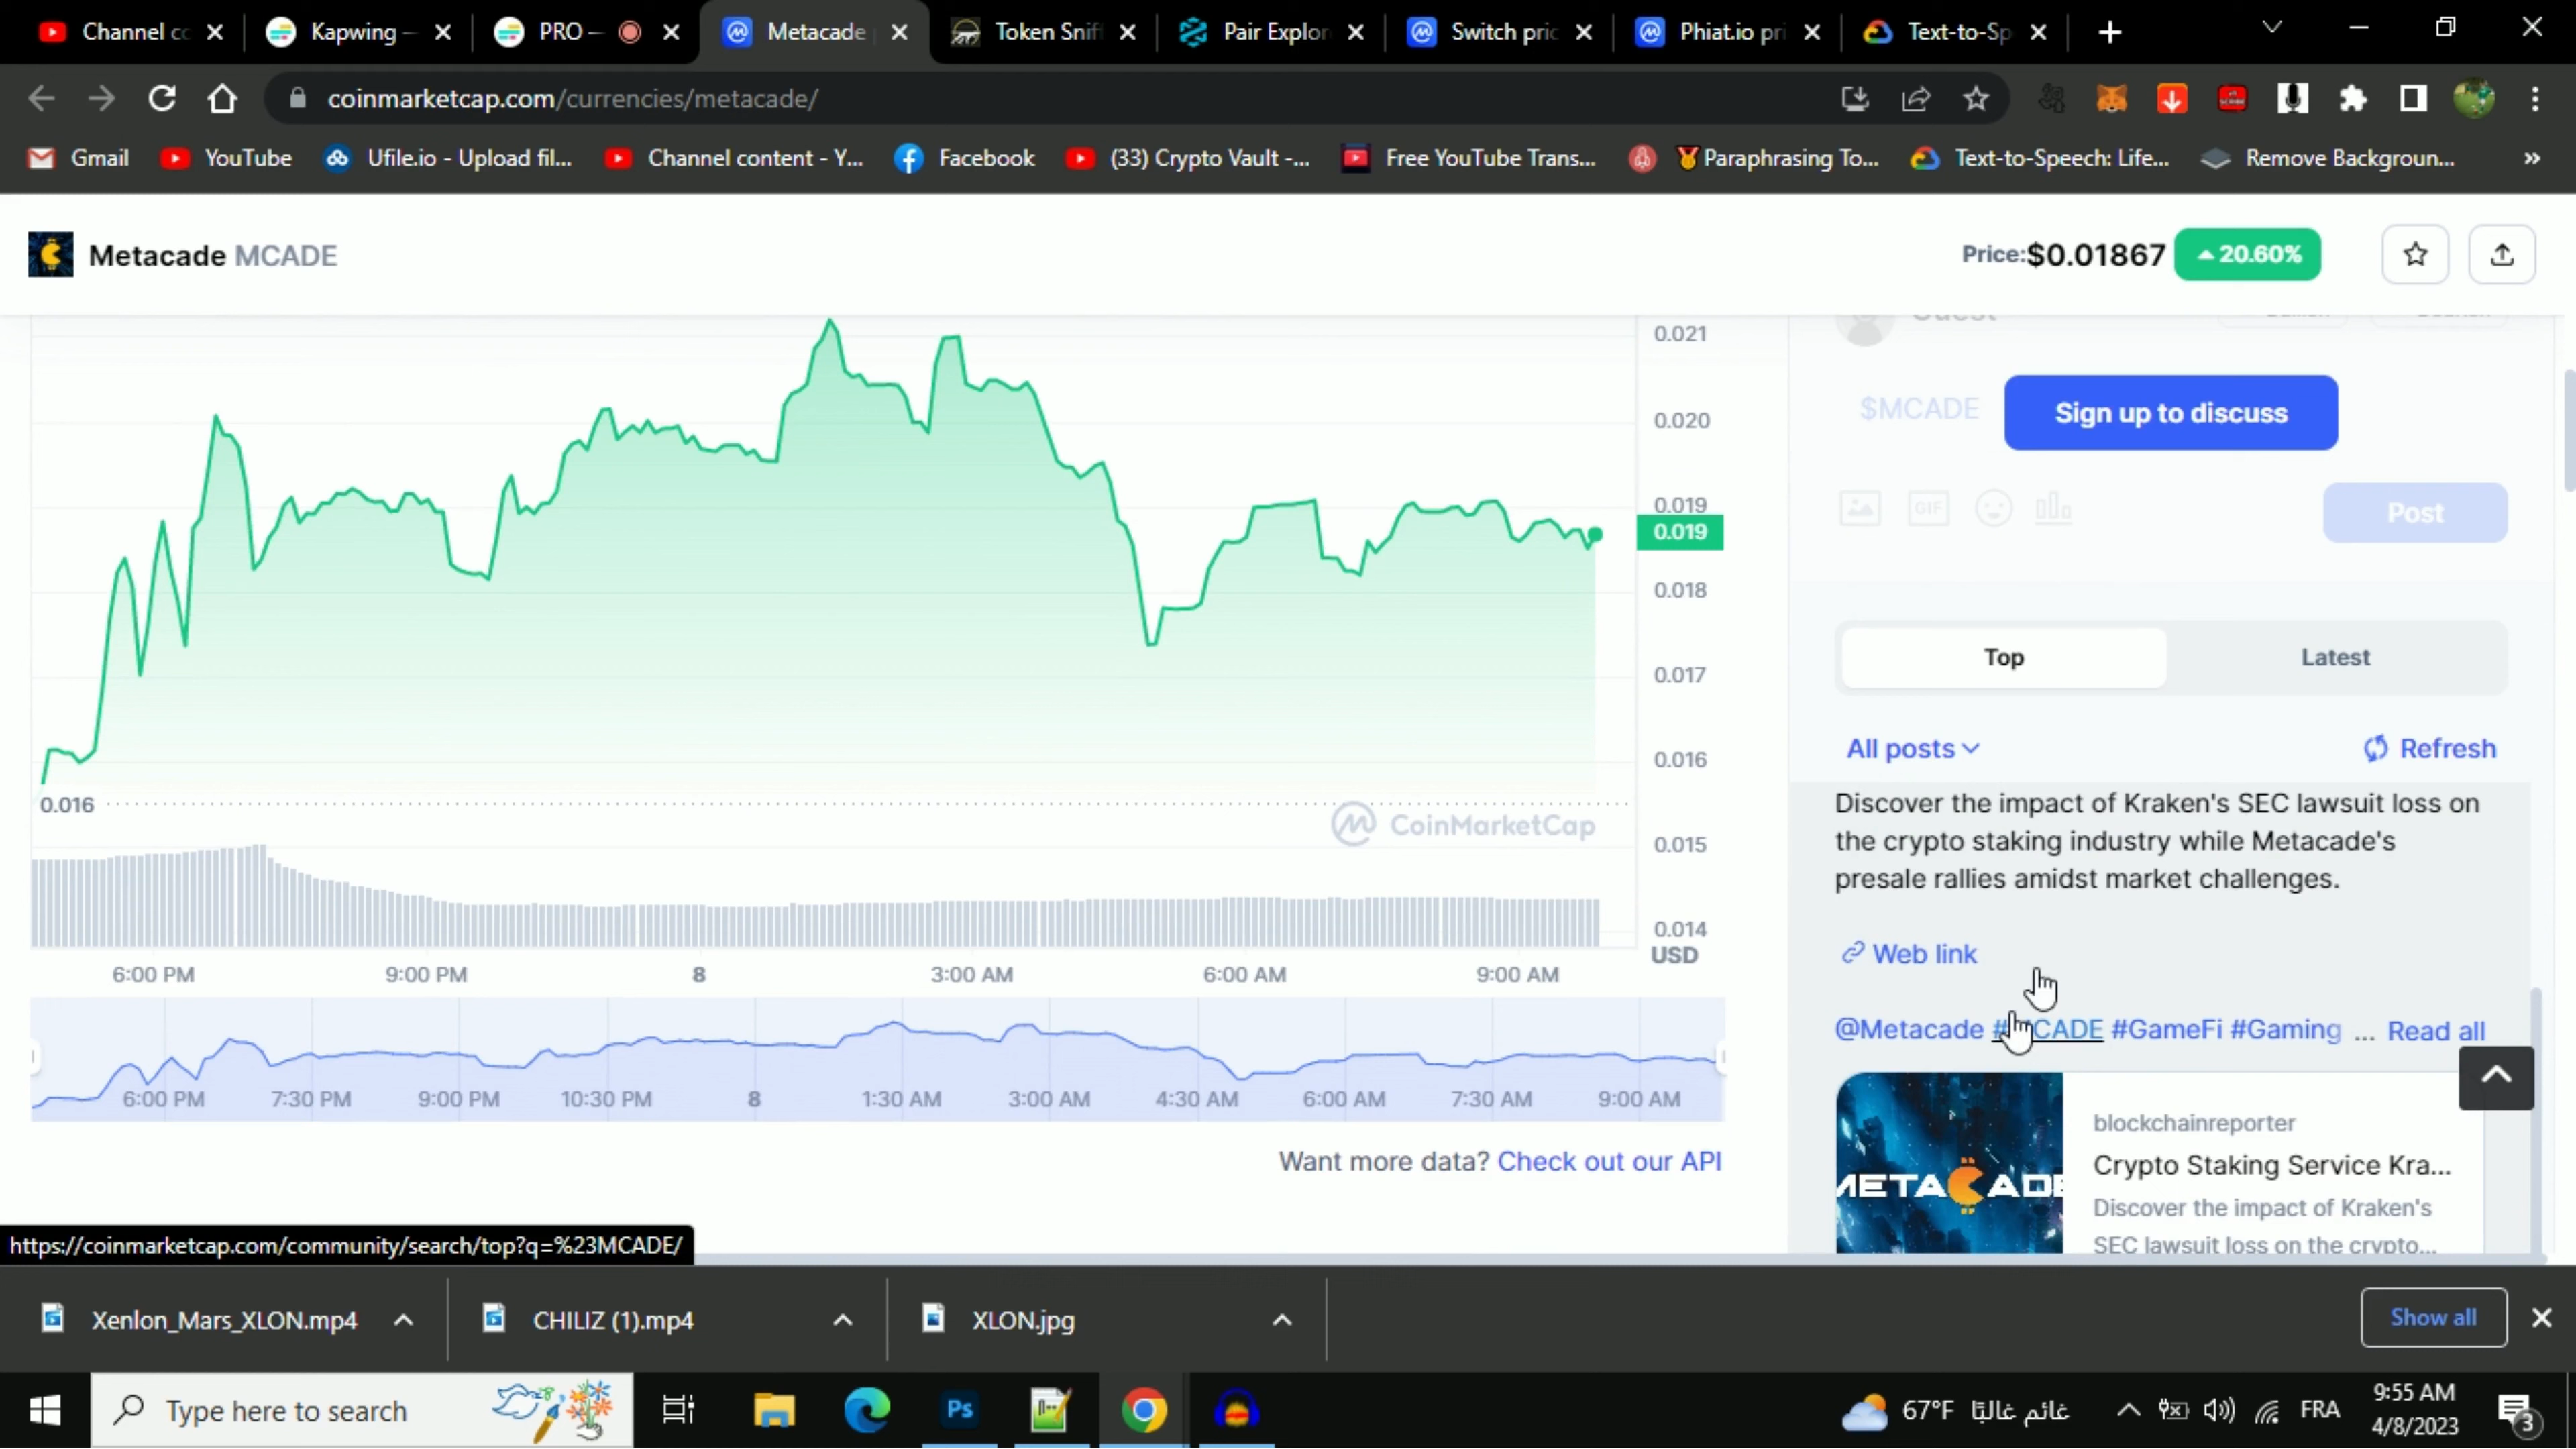 Channel cc
Kapwing —
PRO —
Metacade
Token Snif
Pair Explor
Switch pric
Phiat.io pri
Text-to-Sp
coinmarketcap.com/currencies/metacade/
Gmail
YouTube
Ufile.io - Upload fil...
Channel content - Y...
Facebook
(33) Crypto Vault -...
Free YouTube Trans...
Paraphrasing To...
Text-to-Speech: Life...
Remove Backgroun...
»
Metacade MCADE
Price:$0.01867
20.60%
0.021
0.020
0.019
0.019
0.018
0.017
0.016
0.016
0.015
0.014
USD
CoinMarketCap
6:00 PM
9:00 PM
8
3:00 AM
6:00 AM
9:00 AM
6:00 PM
7:30 PM
9:00 PM
10:30 PM
8
1:30 AM
3:00 AM
4:30 AM
6:00 AM
7:30 AM
9:00 AM
Want more data? Check out our API
$MCADE
Sign up to discuss
GIF
Post
Top
Latest
All posts
Refresh
Discover the impact of Kraken's SEC lawsuit loss on
the crypto staking industry while Metacade's
presale rallies amidst market challenges.
Web link
@Metacade #GameFi #Gaming ... Read all
METACADE
blockchainreporter
Crypto Staking Service Kra...
Discover the impact of Kraken's
SEC lawsuit loss on the crypto...
https://coinmarketcap.com/community/search/top?q=%23MCADE/
Xenlon_Mars_XLON.mp4
CHILIZ (1).mp4
XLON.jpg
Show all
Type here to search
Ps
67°F غائم غالبًا
FRA
9:55 AM
4/8/2023
3